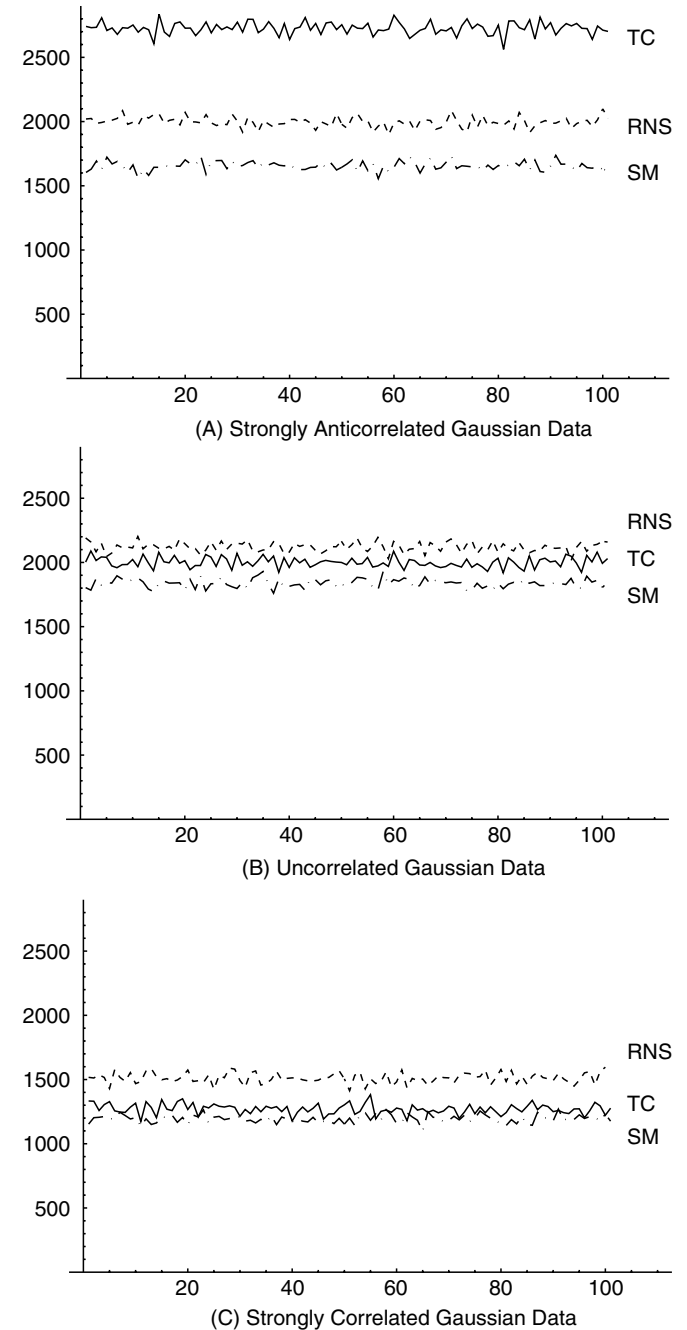 2500
2000
1500
1000
500
TC
RNS
SM
20 40 60 80 100
(A) Strongly Anticorrelated Gaussian Data
2500
2000
1500
1000
500
RNS
TC
SM
20 40 60 80 100
(B) Uncorrelated Gaussian Data
2500
2000
1500
1000
500
RNS
TC
SM
20 40 60 80 100
(C) Strongly Correlated Gaussian Data